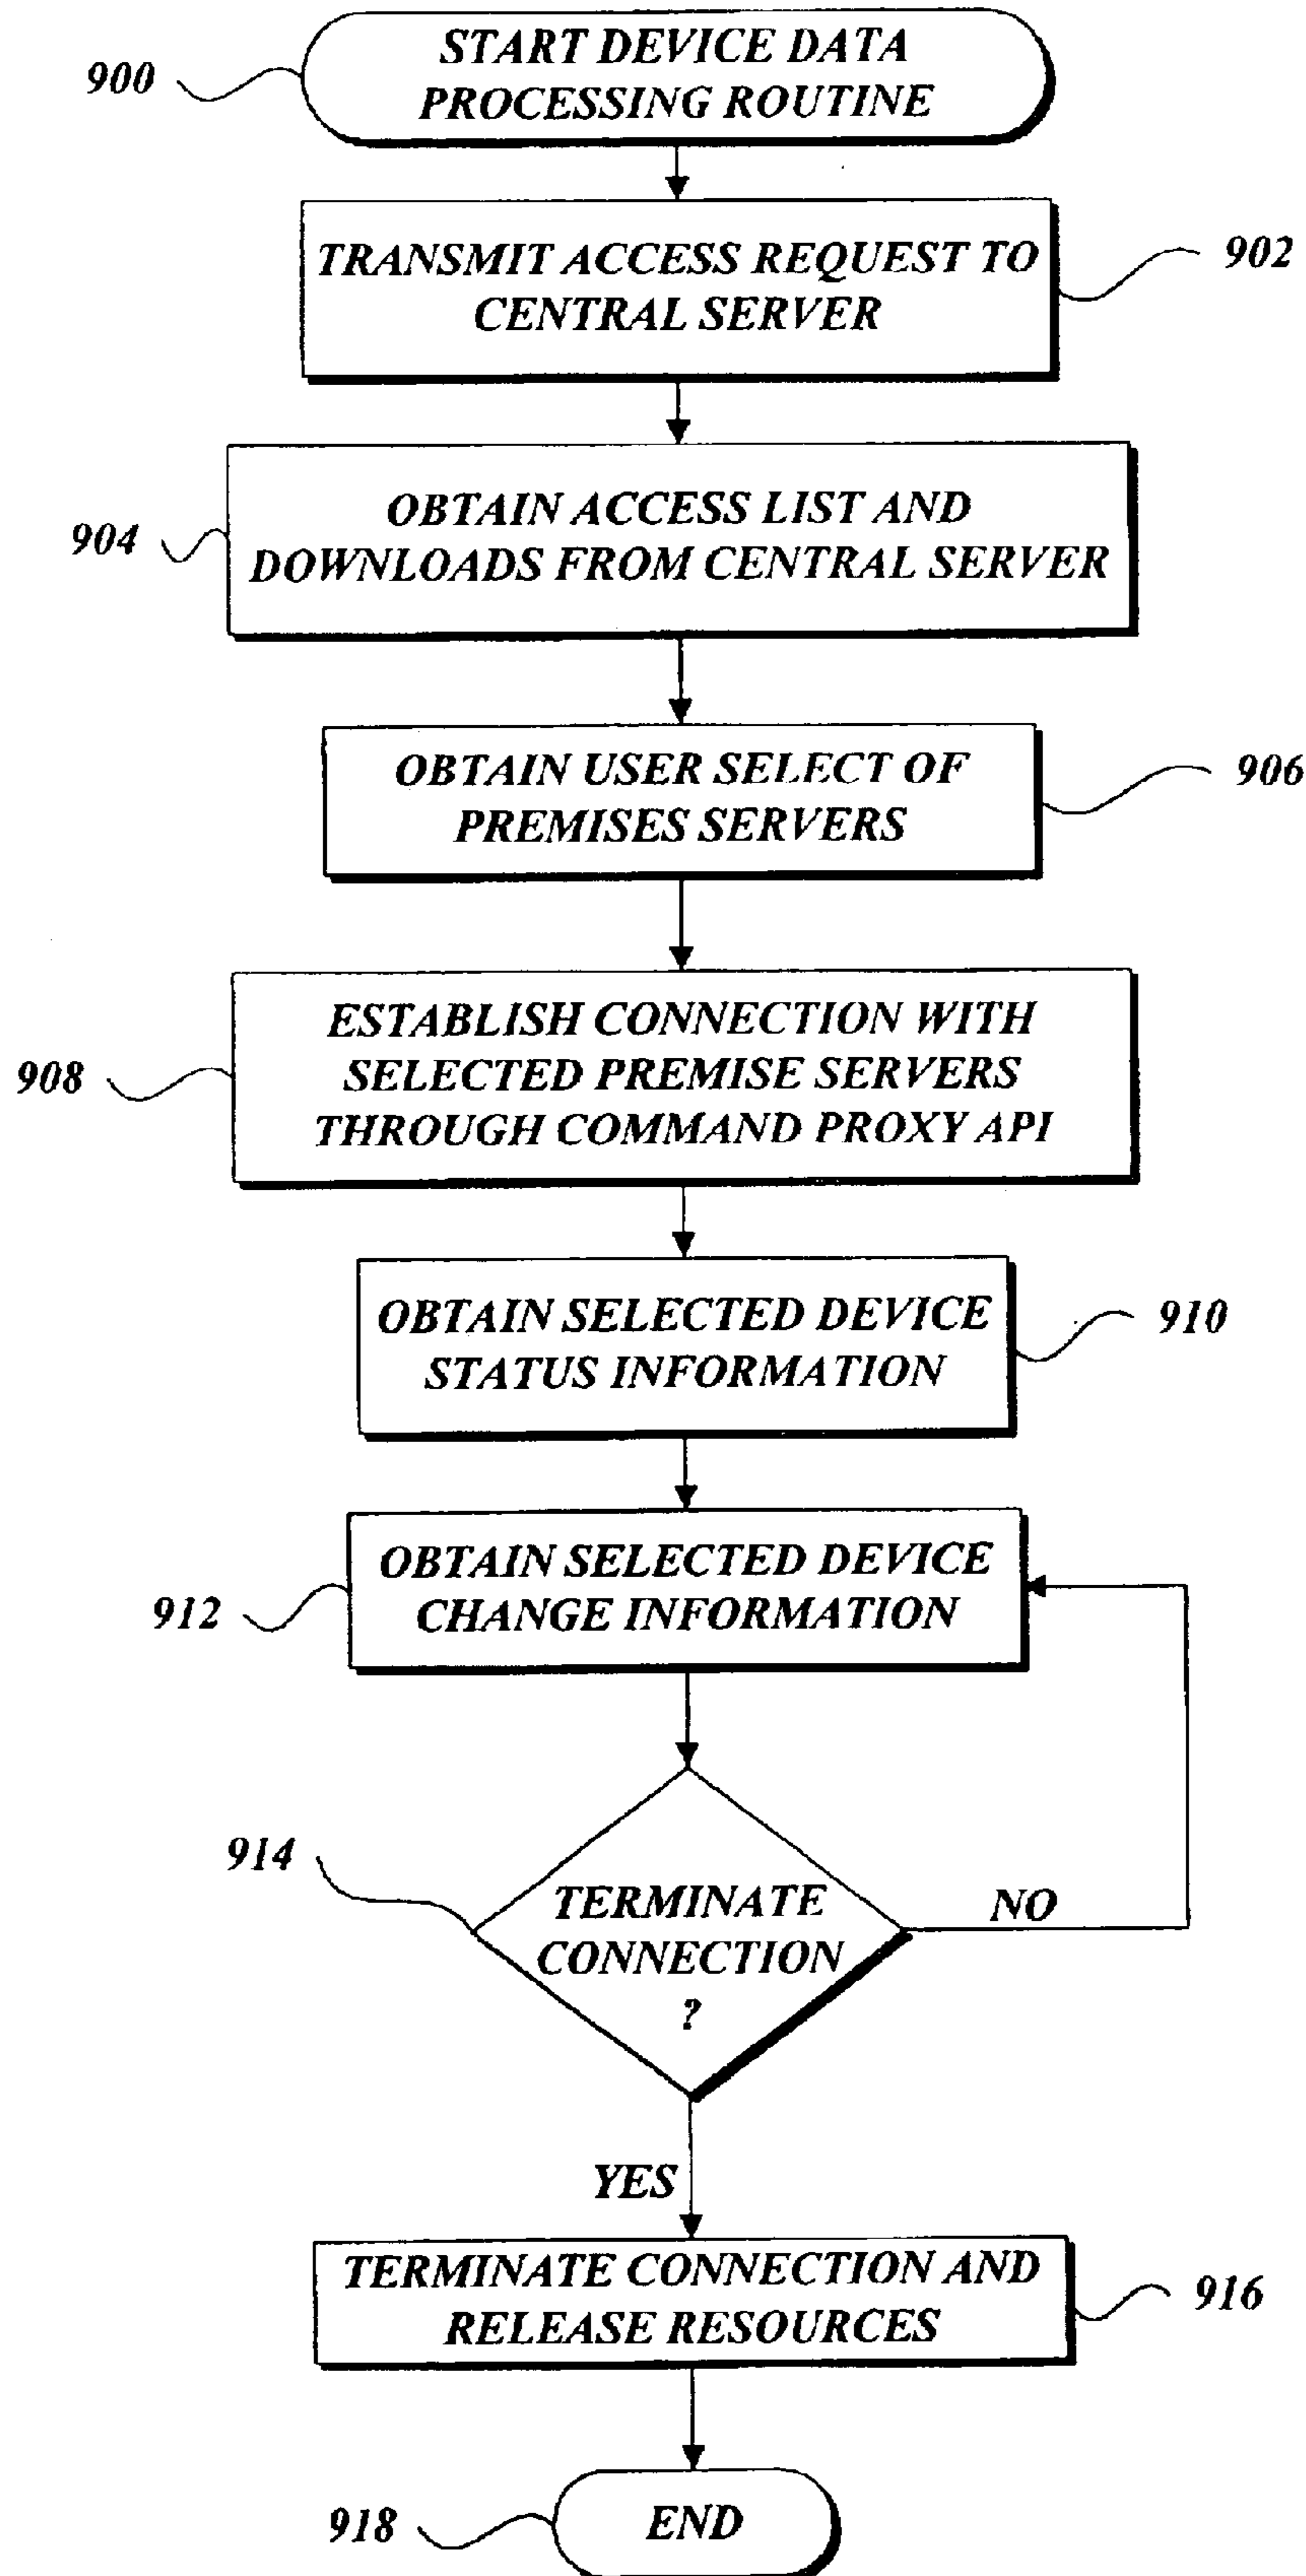 900
START DEVICE DATA
PROCESSING ROUTINE
TRANSMIT ACCESS REQUEST TO
CENTRAL SERVER
902
904
OBTAIN ACCESS LIST AND
DOWNLOADS FROM CENTRAL SERVER
OBTAIN USER SELECT OF
PREMISES SERVERS
906
908
ESTABLISH CONNECTION WITH
SELECTED PREMISE SERVERS
THROUGH COMMAND PROXY API
OBTAIN SELECTED DEVICE
STATUS INFORMATION
910
912
OBTAIN SELECTED DEVICE
CHANGE INFORMATION
914
TERMINATE
CONNECTION
?
NO
YES
TERMINATE CONNECTION AND
RELEASE RESOURCES
916
918
END